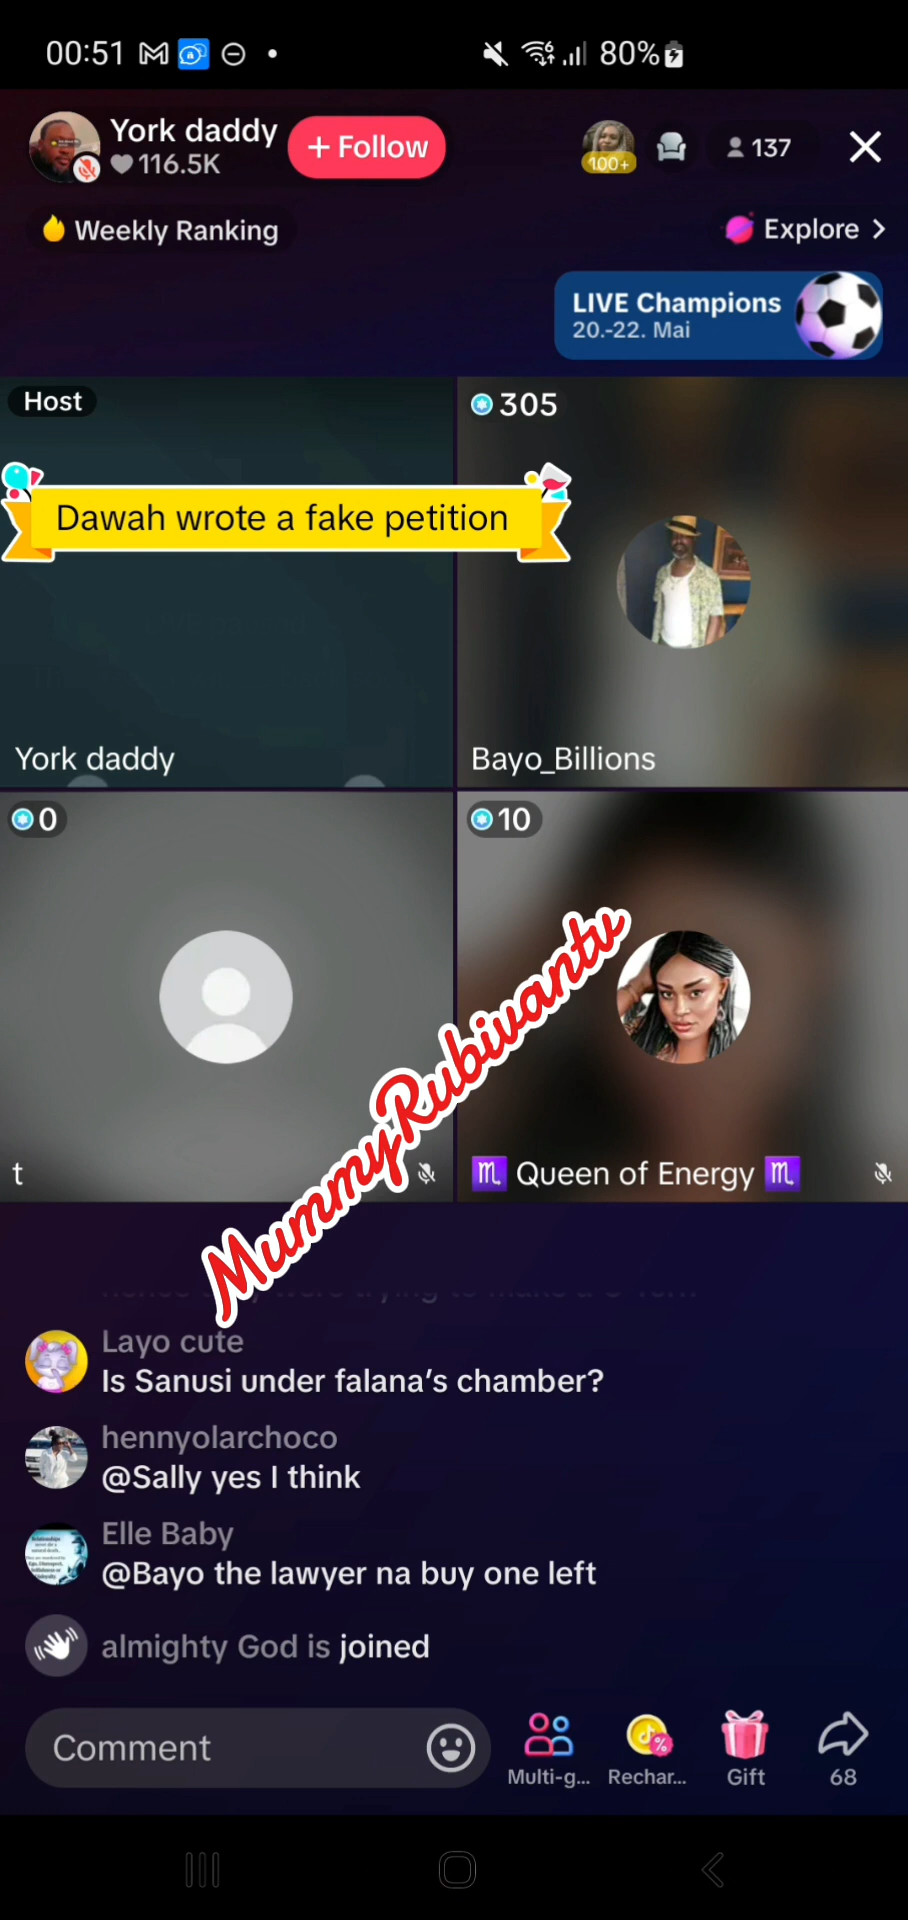 00:51
80%
York daddy
116.5K
+ Follow
100+
137
Weekly Ranking
Explore >
LIVE Champions
20.-22. Mai
Host
305
Dawah wrote a fake petition
York daddy
Bayo_Billions
0
10
MummyRubivantv
t
♏ Queen of Energy ♏
Layo cute
Is Sanusi under falana's chamber?
hennyolarchoco
@Sally yes I think
Elle Baby
@Bayo the lawyer na buy one left
almighty God is joined
Comment
Multi-g...
Rechar...
Gift
68